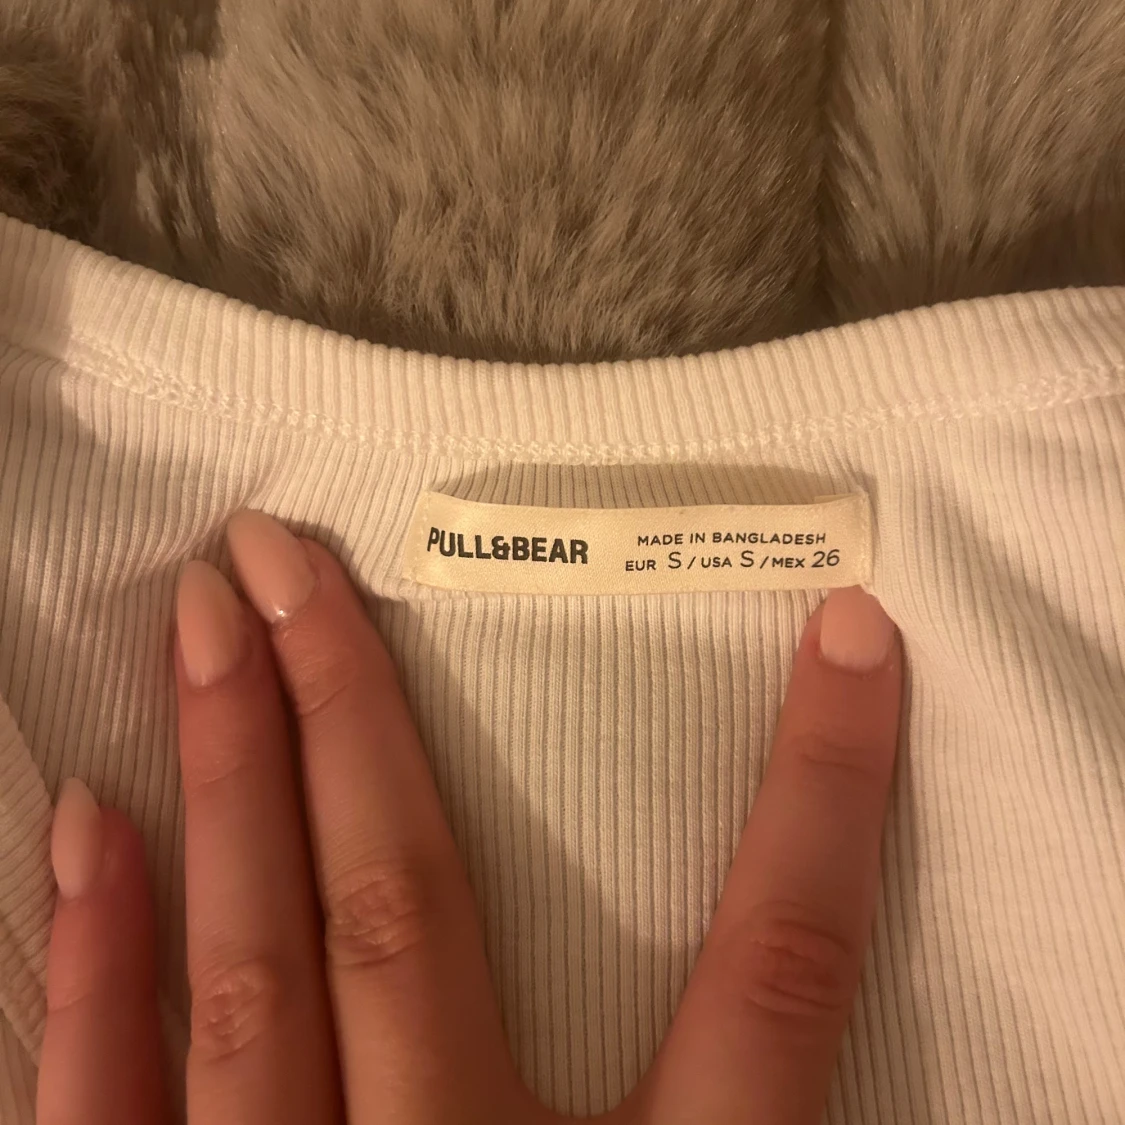 PULL&BEAR
MADE IN BANGLADESH
EUR S / USA S / MEX 26